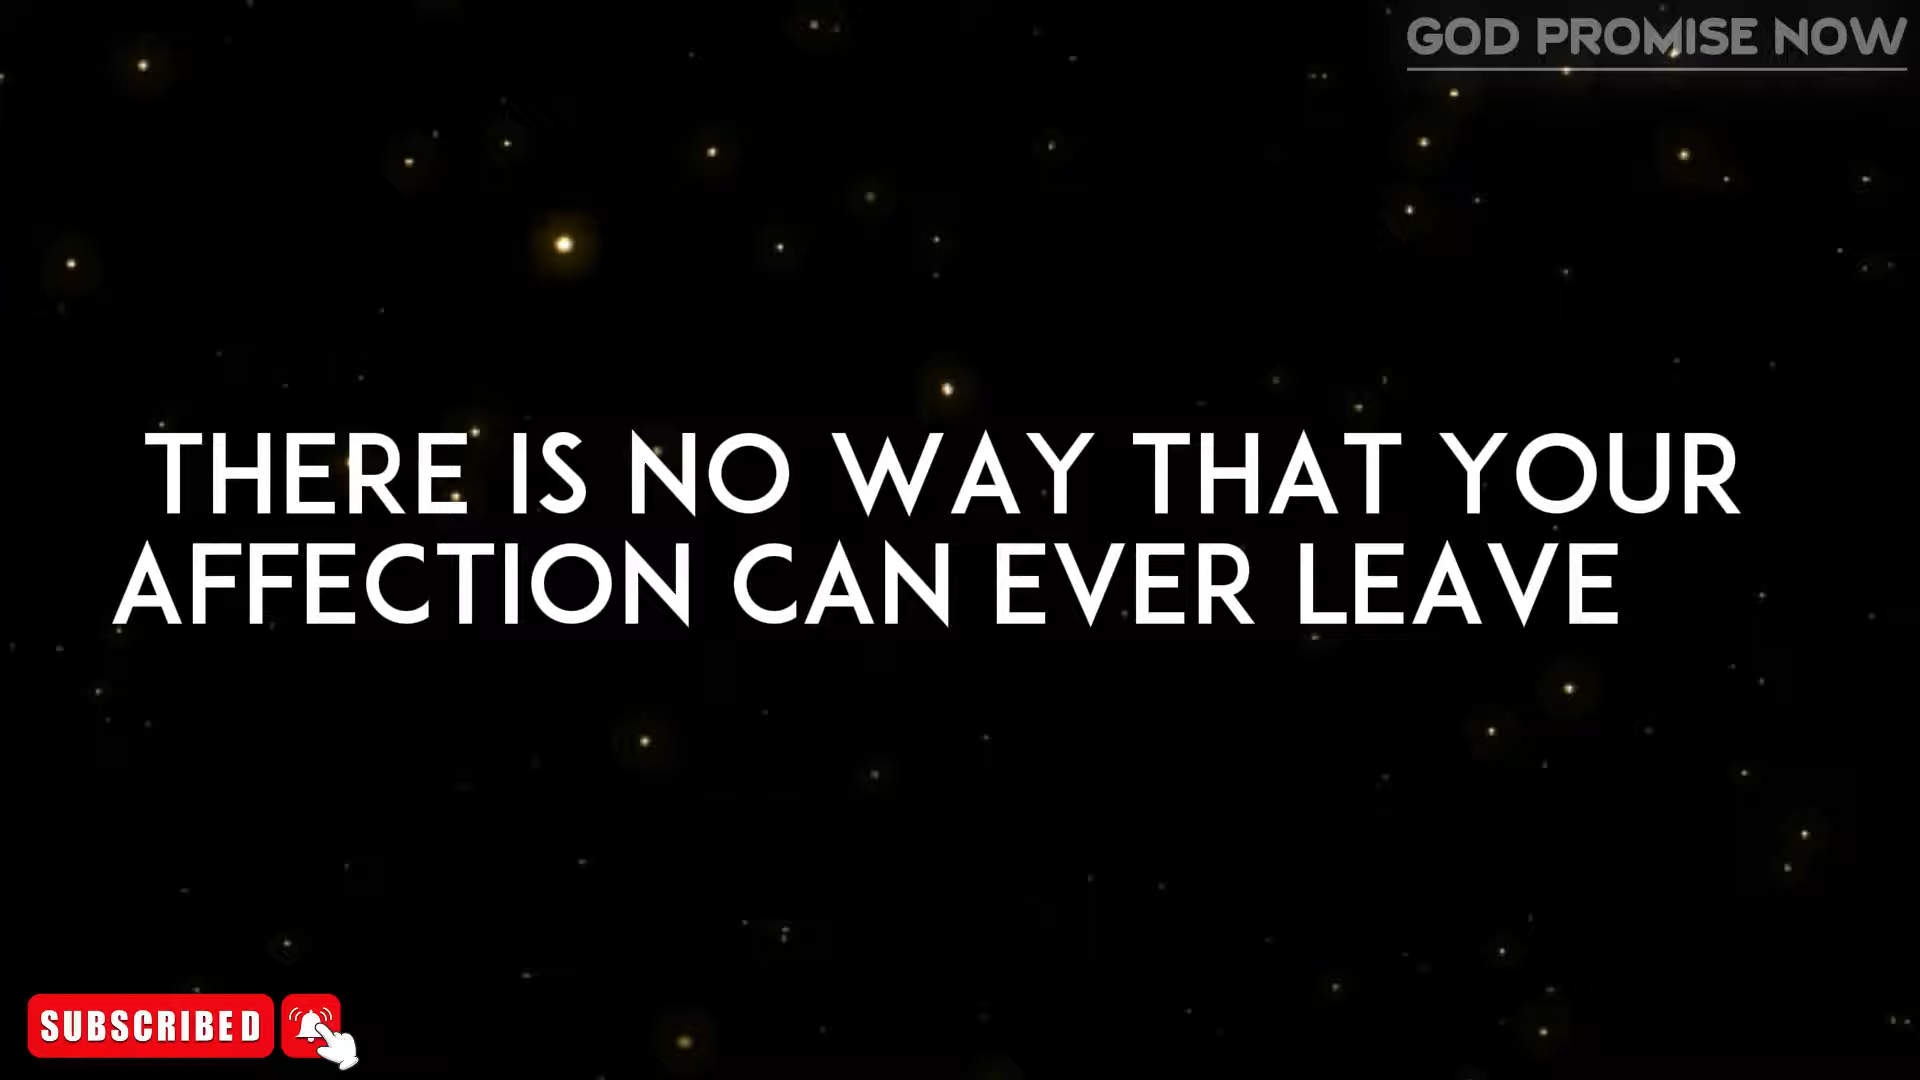 GOD PROMISE NOW
THERE IS NO WAY THAT YOUR
AFFECTION CAN EVER LEAVE
SUBSCRIBED